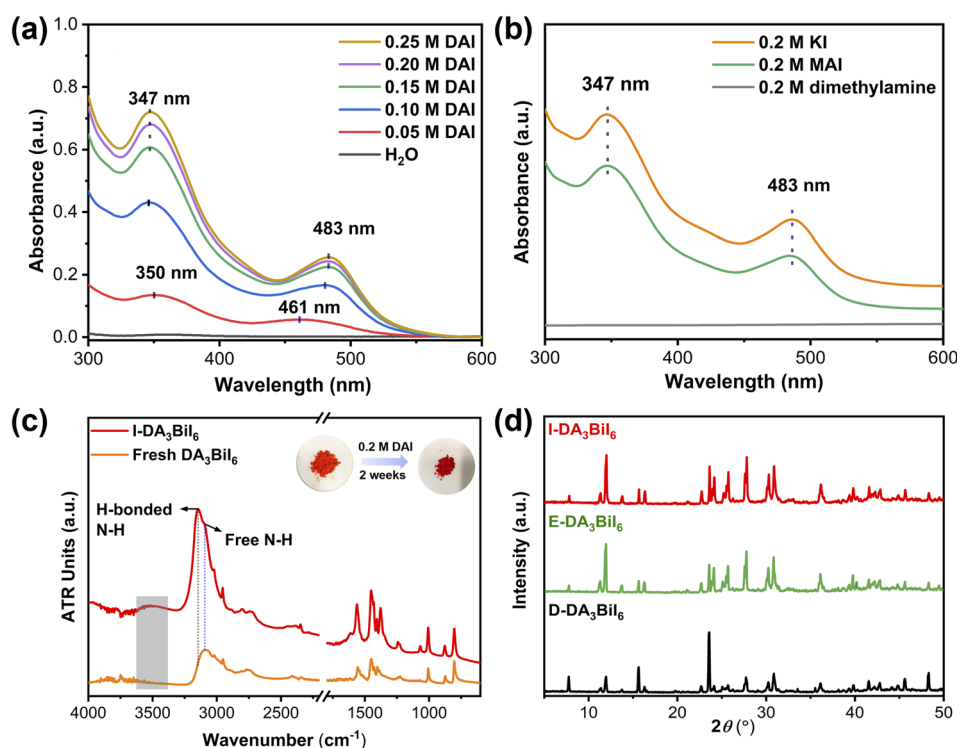 (a)
0.25 M DAI
0.20 M DAI
0.15 M DAI
0.10 M DAI
0.05 M DAI
H₂O
347 nm
483 nm
350 nm
461 nm
1.0
0.8
0.6
0.4
0.2
0.0
300
400
500
600
Absorbance (a.u.)
Wavelength (nm)
(b)
0.2 M KI
0.2 M MAI
0.2 M dimethylamine
347 nm
483 nm
300
400
500
600
Absorbance (a.u.)
Wavelength (nm)
(c)
I-DA₃BiI₆
Fresh DA₃BiI₆
0.2 M DAI
2 weeks
H-bonded
N-H
Free N-H
4000
3000
2000
1000
ATR Units (a.u.)
Wavenumber (cm⁻¹)
(d)
I-DA₃BiI₆
E-DA₃BiI₆
D-DA₃BiI₆
10
20
30
40
50
Intensity (a.u.)
2θ (°)